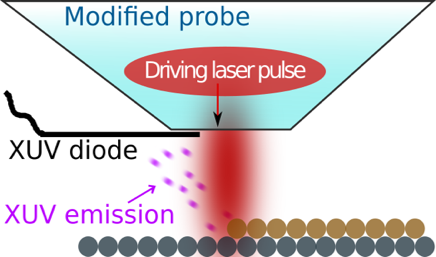 Modified probe
Driving laser pulse
XUV diode
XUV emission